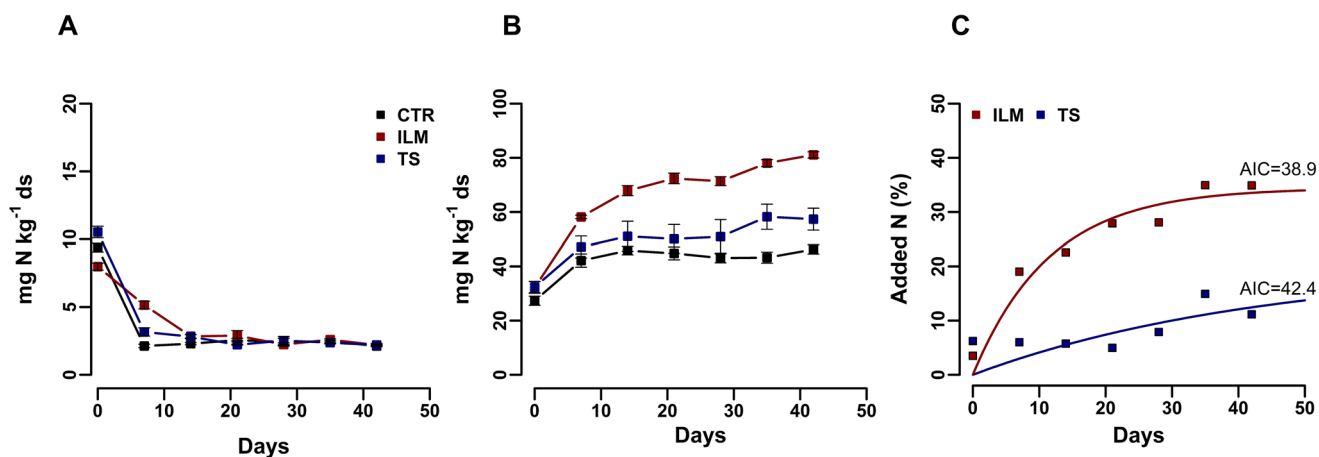 A
mg N kg-1 ds
20
15
10
5
0
CTR
ILM
TS
0 10 20 30 40 50
Days
B
mg N kg-1 ds
100
80
60
40
20
0
0 10 20 30 40 50
Days
C
Added N (%)
50
40
30
20
10
0
ILM TS
AIC=38.9
AIC=42.4
0 10 20 30 40 50
Days